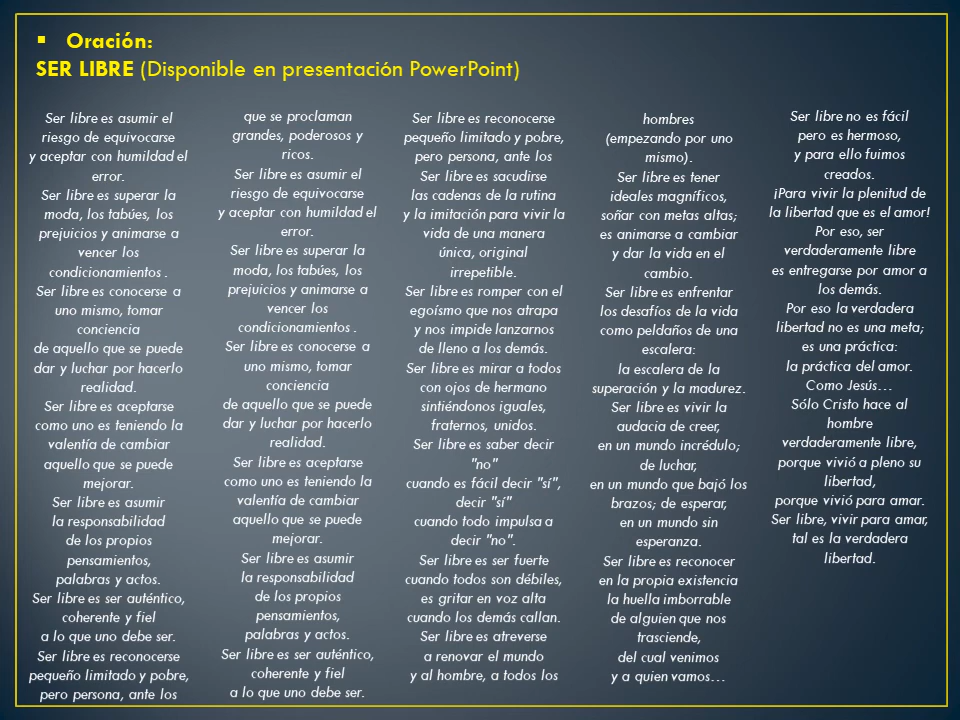 ▪ Oración:
SER LIBRE (Disponible en presentación PowerPoint)
Ser libre es asumir el
riesgo de equivocarse
y aceptar con humildad el
error.
Ser libre es superar la
moda, los tabúes, los
prejuicios y animarse a
vencer los
condicionamientos .
Ser libre es conocerse a
uno mismo, tomar
conciencia
de aquello que se puede
dar y luchar por hacerlo
realidad.
Ser libre es aceptarse
como uno es teniendo la
valentía de cambiar
aquello que se puede
mejorar.
Ser libre es asumir
la responsabilidad
de los propios
pensamientos,
palabras y actos.
Ser libre es ser auténtico,
coherente y fiel
a lo que uno debe ser.
Ser libre es reconocerse
pequeño limitado y pobre,
pero persona, ante los
que se proclaman
grandes, poderosos y
ricos.
Ser libre es asumir el
riesgo de equivocarse
y aceptar con humildad el
error.
Ser libre es superar la
moda, los tabúes, los
prejuicios y animarse a
vencer los
condicionamientos .
Ser libre es conocerse a
uno mismo, tomar
conciencia
de aquello que se puede
dar y luchar por hacerlo
realidad.
Ser libre es aceptarse
como uno es teniendo la
valentía de cambiar
aquello que se puede
mejorar.
Ser libre es asumir
la responsabilidad
de los propios
pensamientos,
palabras y actos.
Ser libre es ser auténtico,
coherente y fiel
a lo que uno debe ser.
Ser libre es reconocerse
pequeño limitado y pobre,
pero persona, ante los
Ser libre es sacudirse
las cadenas de la rutina
y la imitación para vivir la
vida de una manera
única, original
irrepetible.
Ser libre es romper con el
egoísmo que nos atrapa
y nos impide lanzarnos
de lleno a los demás.
Ser libre es mirar a todos
con ojos de hermano
sintiéndonos iguales,
fraternos, unidos.
Ser libre es saber decir
"no"
cuando es fácil decir "sí",
decir "sí"
cuando todo impulsa a
decir "no".
Ser libre es ser fuerte
cuando todos son débiles,
es gritar en voz alta
cuando los demás callan.
Ser libre es atreverse
a renovar el mundo
y al hombre, a todos los
hombres
(empezando por uno
mismo).
Ser libre es tener
ideales magníficos,
soñar con metas altas;
es animarse a cambiar
y dar la vida en el
cambio.
Ser libre es enfrentar
los desafíos de la vida
como peldaños de una
escalera:
la escalera de la
superación y la madurez.
Ser libre es vivir la
audacia de creer,
en un mundo incrédulo;
de luchar,
en un mundo que bajó los
brazos; de esperar,
en un mundo sin
esperanza.
Ser libre es reconocer
en la propia existencia
la huella imborrable
de alguien que nos
trasciende,
del cual venimos
y a quien vamos…
Ser libre no es fácil
pero es hermoso,
y para ello fuimos
creados.
¡Para vivir la plenitud de
la libertad que es el amor!
Por eso, ser
verdaderamente libre
es entregarse por amor a
los demás.
Por eso la verdadera
libertad no es una meta;
es una práctica:
la práctica del amor.
Como Jesús…
Sólo Cristo hace al
hombre
verdaderamente libre,
porque vivió a pleno su
libertad,
porque vivió para amar.
Ser libre, vivir para amar,
tal es la verdadera
libertad.